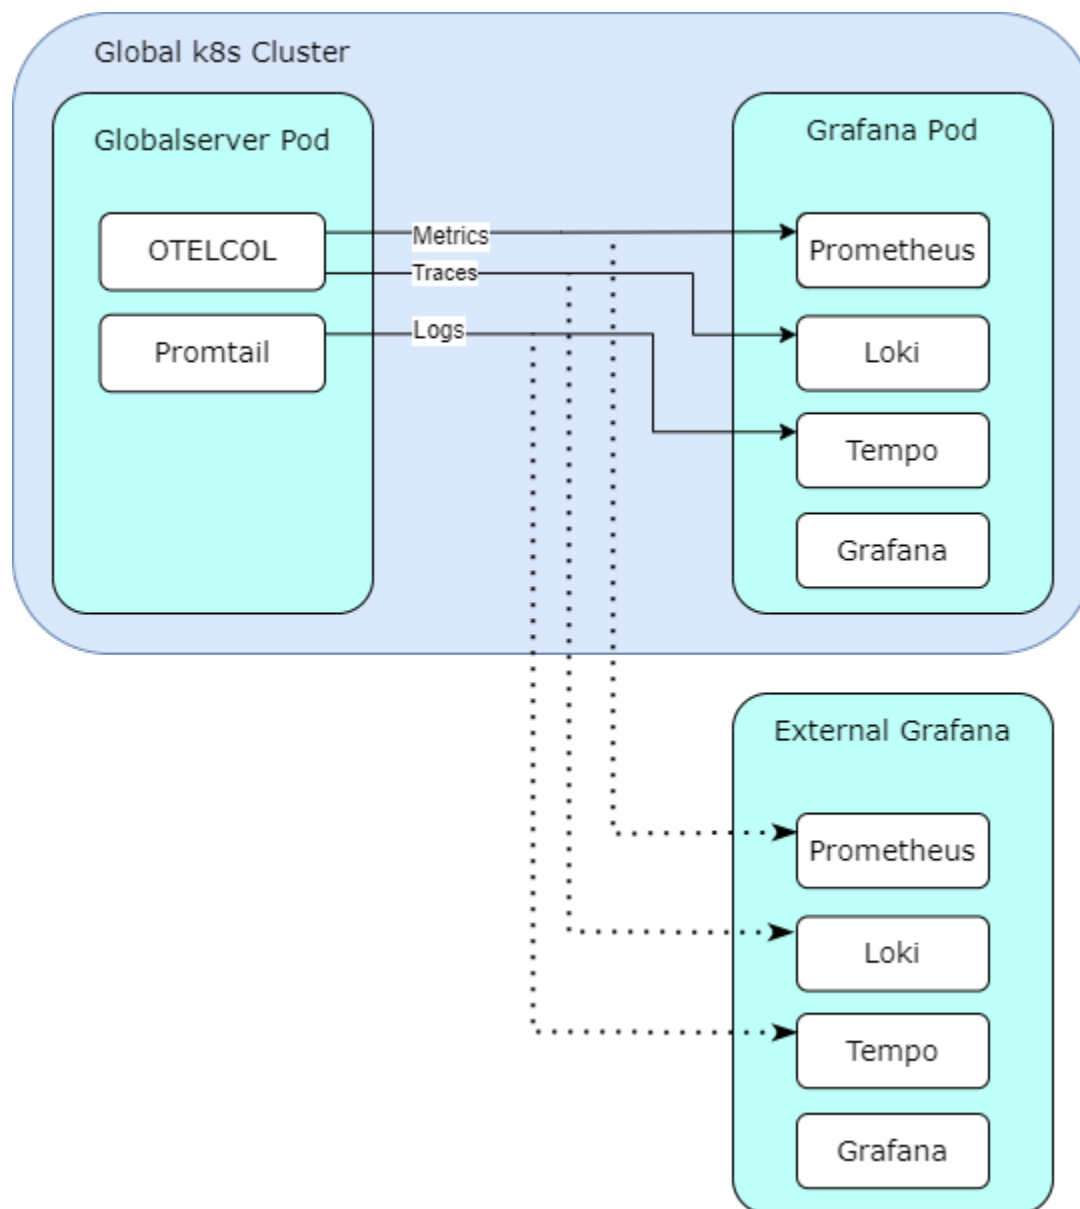 Global k8s Cluster
Globalserver Pod
OTELCOL
Promtail
Metrics
Traces
Logs
Grafana Pod
Prometheus
Loki
Tempo
Grafana
External Grafana
Prometheus
Loki
Tempo
Grafana